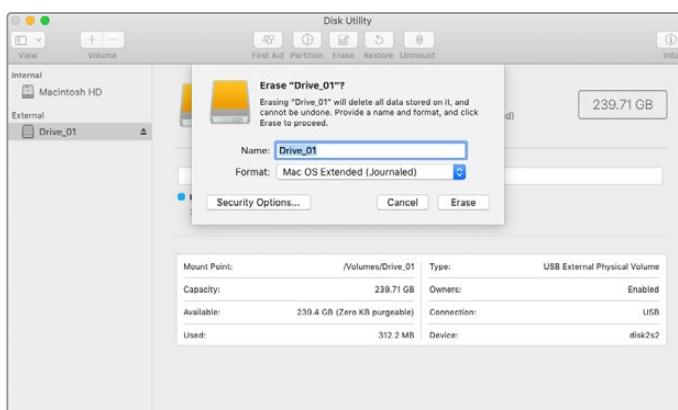 Disk Utility
View
Volume
First Aid
Partition
Erase
Restore
Unmount
Info
Internal
Macintosh HD
External
Drive_01
Erase "Drive_01"?
Erasing "Drive_01" will delete all data stored on it, and
cannot be undone. Provide a name and format, and click
Erase to proceed.
Name: Drive_01
Format: Mac OS Extended (Journaled)
Security Options...
Cancel
Erase
d)
239.71 GB
Mount Point: /Volumes/Drive_01
Type: USB External Physical Volume
Capacity: 239.71 GB
Owners: Enabled
Available: 239.4 GB (Zero KB purgeable)
Connection: USB
Used: 312.2 MB
Device: disk2s2